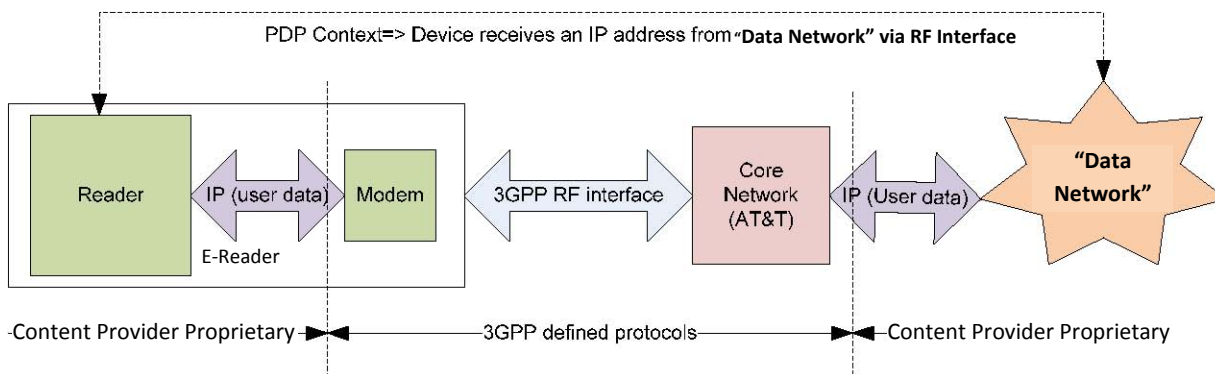 PDP Context=> Device receives an IP address from “Data Network” via RF Interface
Reader
IP (user data)
Modem
E-Reader
3GPP RF interface
Core
Network
(AT&T)
IP (User data)
“Data
Network”
Content Provider Proprietary
3GPP defined protocols
Content Provider Proprietary